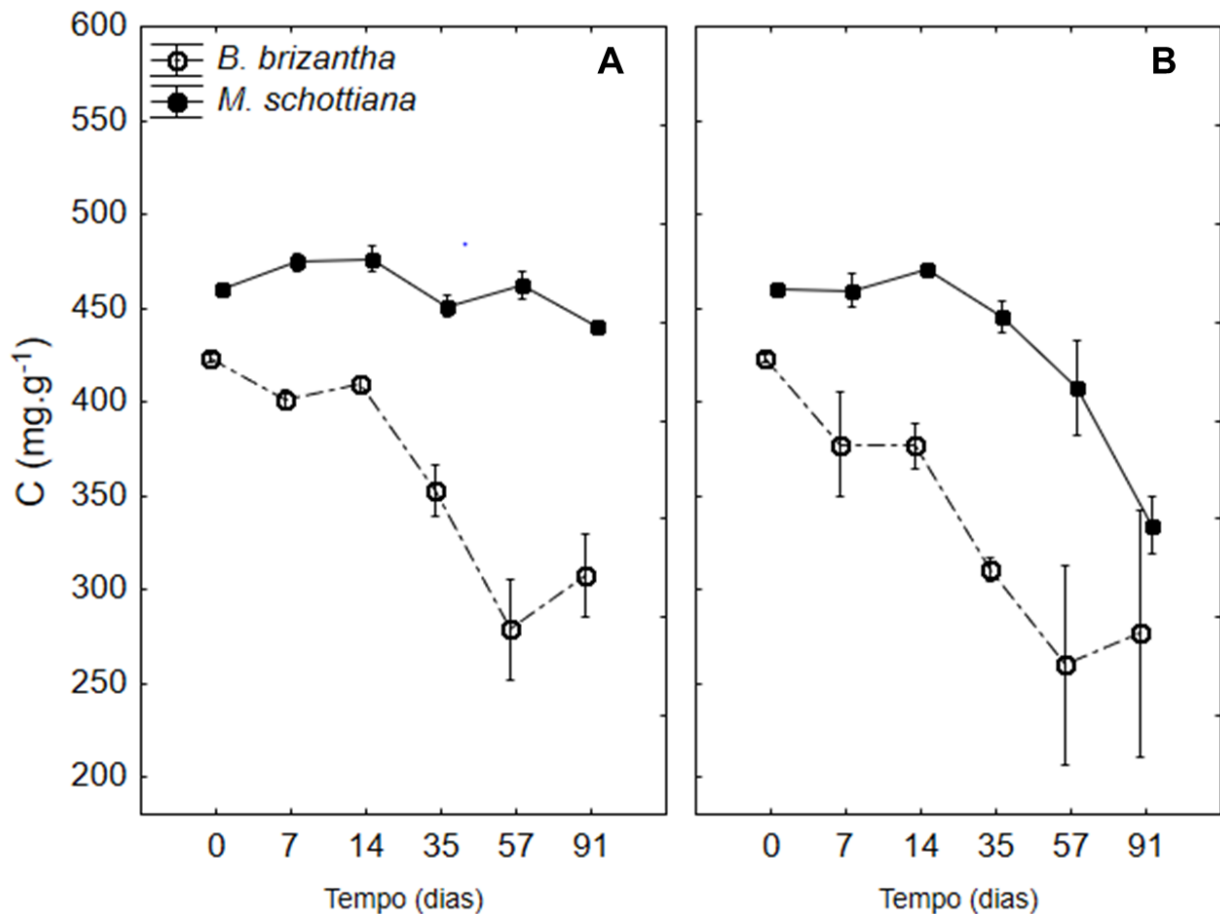 600
550
500
450
400
350
300
250
200
C (mg.g⁻¹)
B. brizantha
M. schottiana
A
B
0 7 14 35 57 91
0 7 14 35 57 91
Tempo (dias)
Tempo (dias)